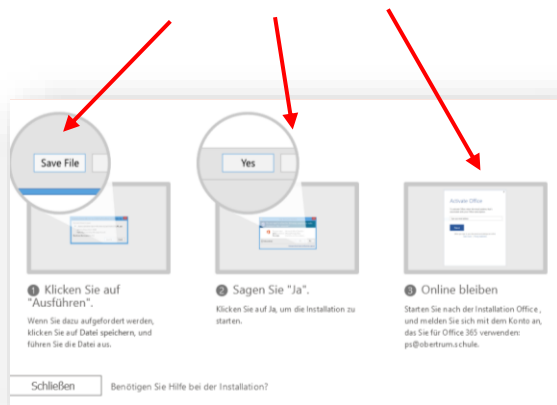 Save File
Yes
Activate Office
1 Klicken Sie auf
"Ausführen".
Wenn Sie dazu aufgefordert werden,
klicken Sie auf Datei speichern, und
führen Sie die Datei aus.
2 Sagen Sie "Ja".
Klicken Sie auf Ja, um die Installation zu
starten.
3 Online bleiben
Starten Sie nach der Installation Office ,
und melden Sie sich mit dem Konto an,
das Sie für Office 365 verwenden:
ps@obertrum.schule.
Schließen
Benötigen Sie Hilfe bei der Installation?